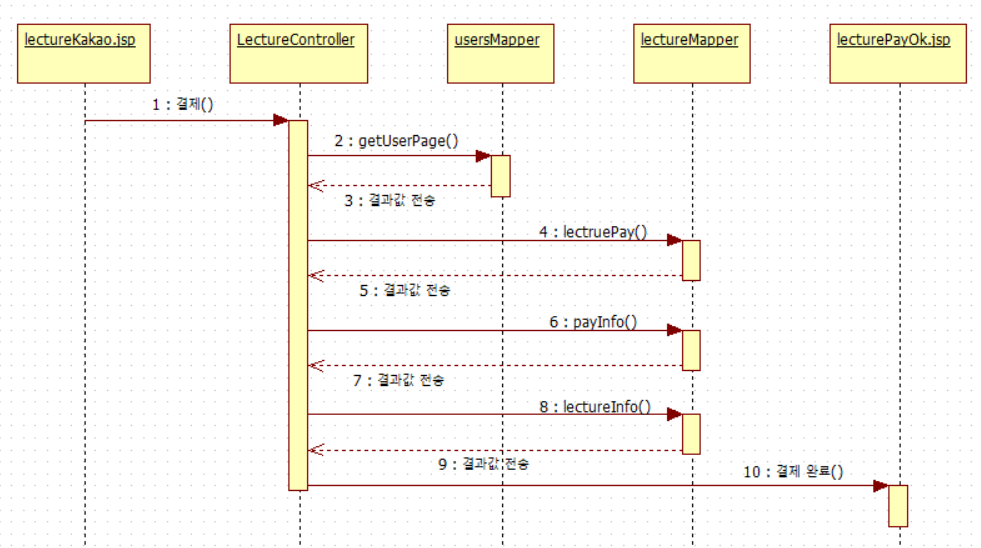 lectureKakao.jsp
LectureController
usersMapper
lectureMapper
lecturePayOk.jsp
1 : 결제()
2 : getUserPage()
3 : 결과값 전송
4 : lectruePay()
5 : 결과값 전송
6 : payInfo()
7 : 결과값 전송
8 : lectureInfo()
9 : 결과값 전송
10 : 결제 완료()